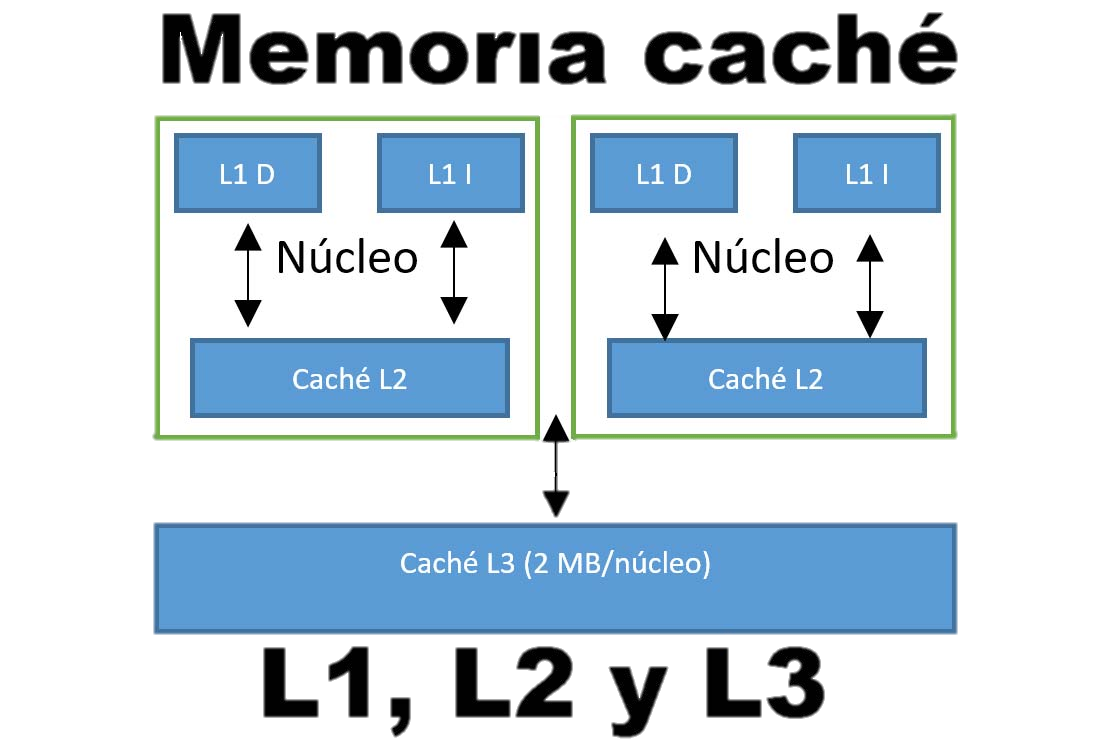 Memoria caché
L1 D
L1 I
Núcleo
Caché L2
L1 D
L1 I
Núcleo
Caché L2
Caché L3 (2 MB/núcleo)
L1, L2 y L3